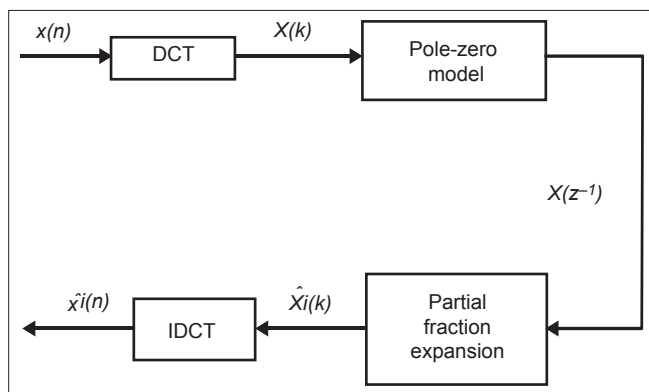 x(n)
DCT
X(k)
Pole-zero
model
X(z⁻¹)
Partial
fraction
expansion
X̂i(k)
IDCT
x̂i(n)